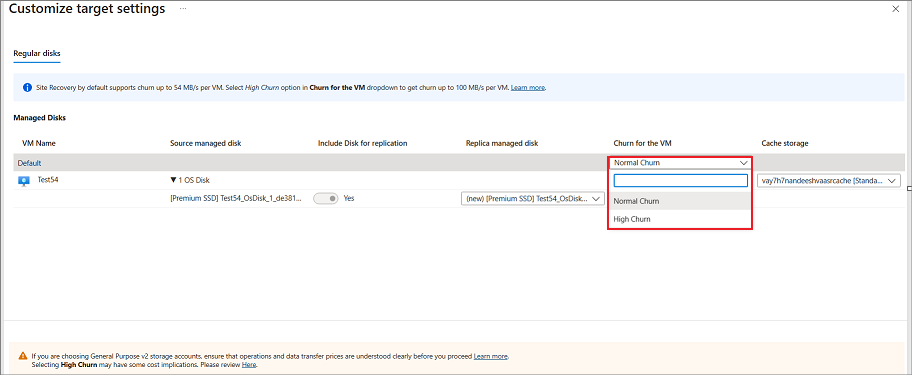 Customize target settings ...
Regular disks
Site Recovery by default supports churn up to 54 MB/s per VM. Select High Churn option in Churn for the VM dropdown to get churn up to 100 MB/s per VM. Learn more.
Managed Disks
VM Name Source managed disk Include Disk for replication Replica managed disk Churn for the VM Cache storage
Default Normal Churn
Test54 1 OS Disk vay7h7nandeeshvaasrcache [Standa...
[Premium SSD] Test54_OsDisk_1_de381... Yes (new) [Premium SSD] Test54_OsDisk... Normal Churn
High Churn
If you are choosing General Purpose v2 storage accounts, ensure that operations and data transfer prices are understood clearly before you proceed Learn more.
Selecting High Churn may have some cost implications. Please review Here.